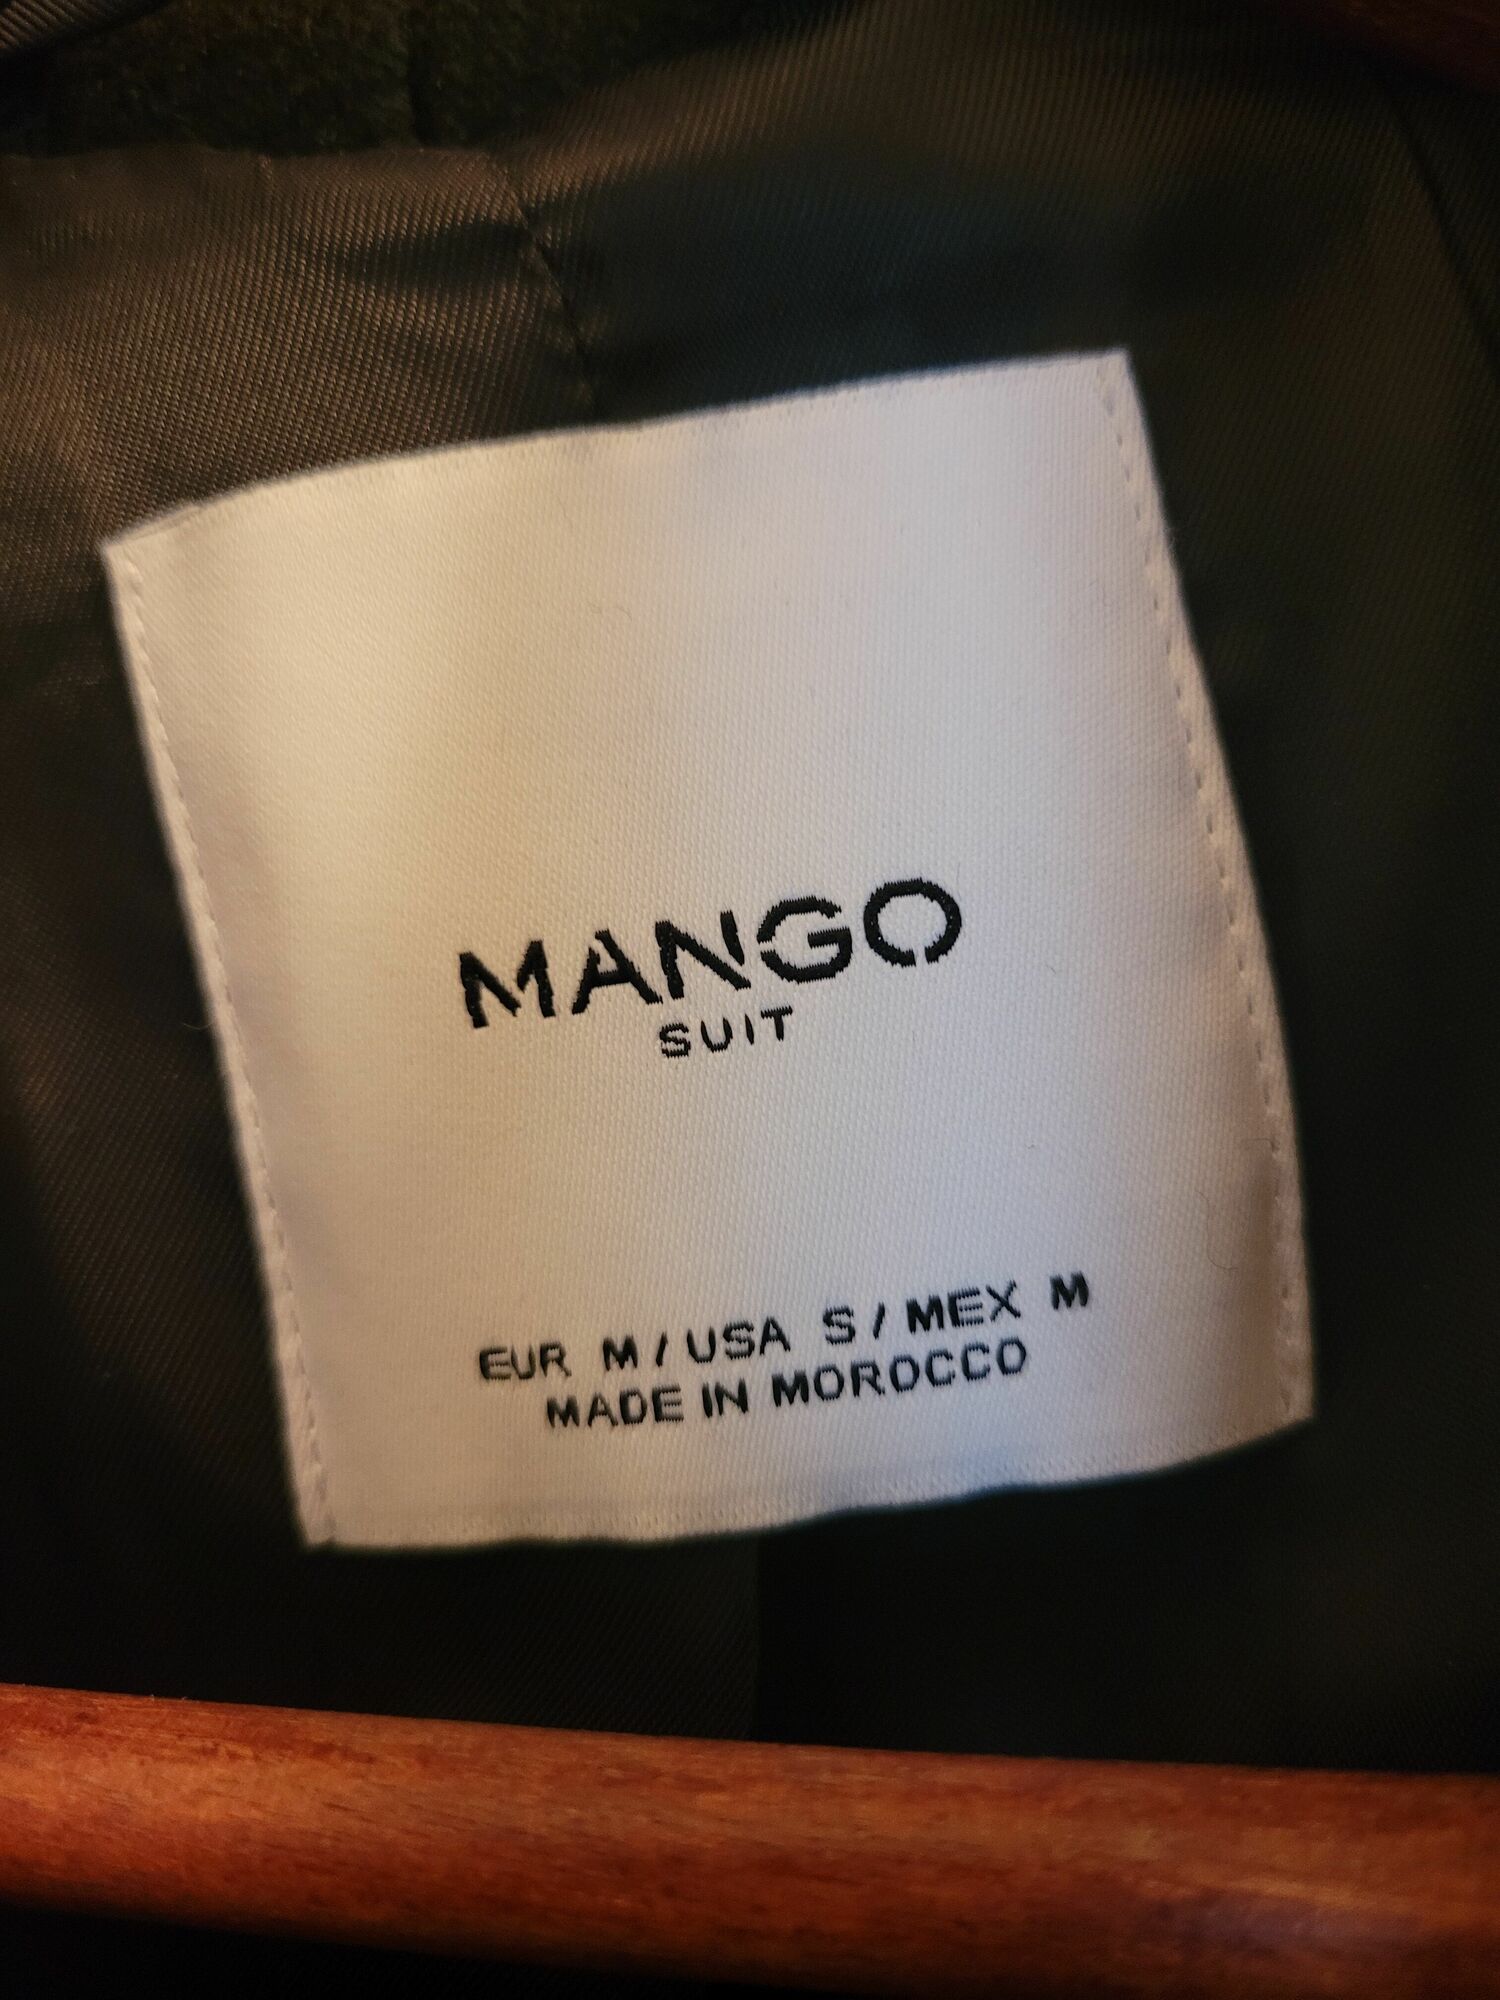 MANGO
SUIT
EUR M / USA S / MEX M
MADE IN MOROCCO